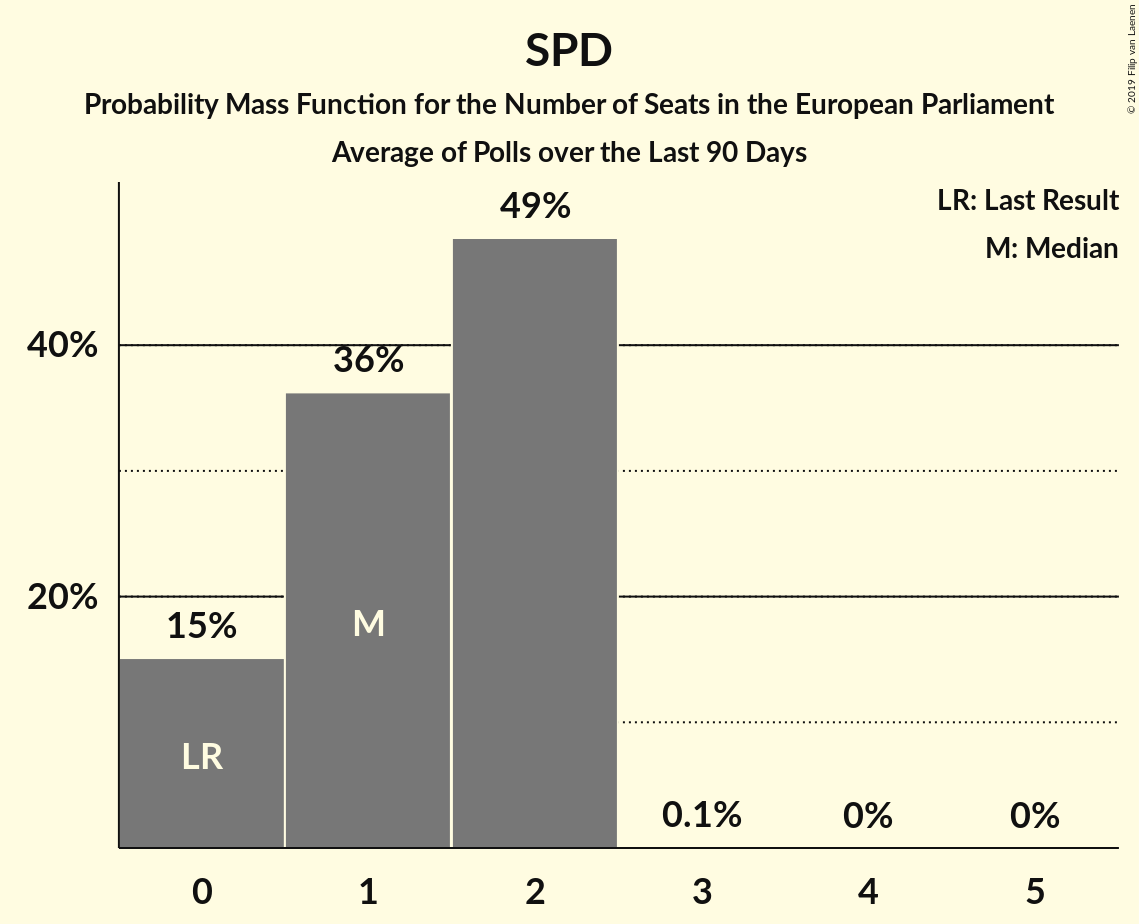 SPD
Probability Mass Function for the Number of Seats in the European Parliament
Average of Polls over the Last 90 Days
© 2019 Filip van Laenen
LR: Last Result
M: Median
49%
40%
36%
20%
15%
M
LR
0.1%
0%
0%
0
1
2
3
4
5